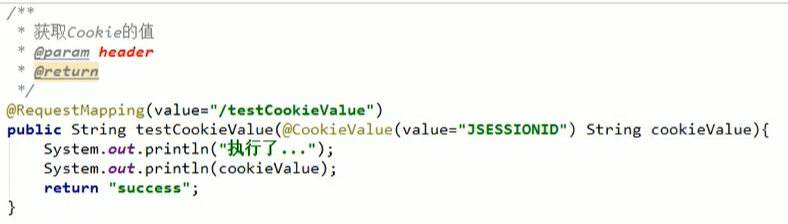 /**
 * 获取Cookie的值
 * @param header
 * @return
 */
@RequestMapping(value="/testCookieValue")
public String testCookieValue(@CookieValue(value="JSESSIONID") String cookieValue){
    System.out.println("执行了...");
    System.out.println(cookieValue);
    return "success";
}